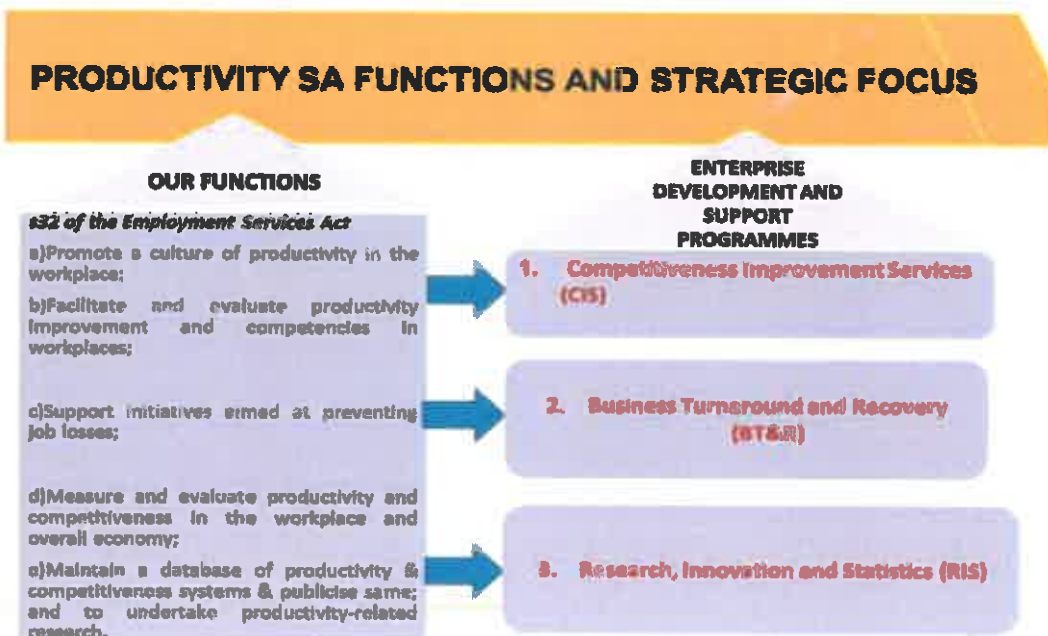 PRODUCTIVITY SA FUNCTIONS AND STRATEGIC FOCUS
OUR FUNCTIONS
s32 of the Employment Services Act
a)Promote a culture of productivity in the
workplace;
b)Facilitate and evaluate productivity
improvement and competencies in
workplaces;
c)Support initiatives aimed at preventing
job losses;
d)Measure and evaluate productivity and
competitiveness in the workplace and
overall economy;
e)Maintain a database of productivity &
competitiveness systems & publicise same;
and to undertake productivity-related
research.
ENTERPRISE
DEVELOPMENT AND
SUPPORT
PROGRAMMES
1. Competitiveness Improvement Services
(CIS)
2. Business Turnaround and Recovery
(BT&R)
3. Research, Innovation and Statistics (RIS)